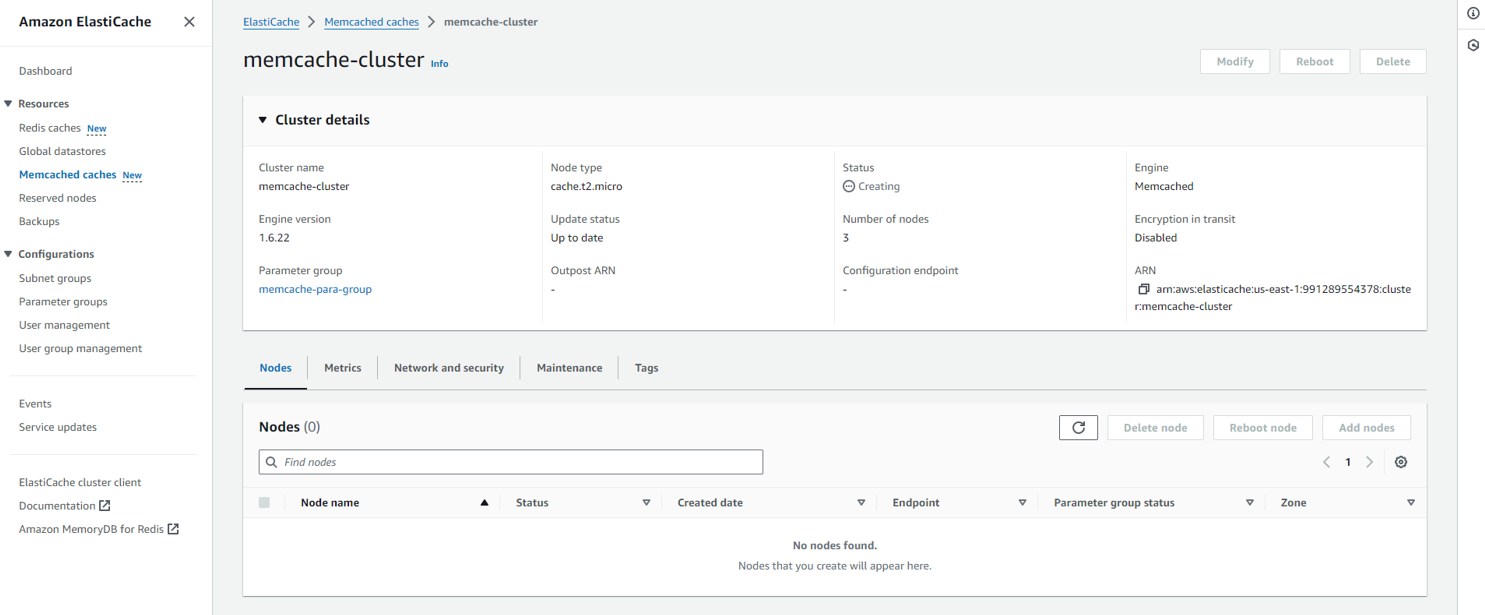 Amazon ElastiCache
Dashboard
Resources
Redis caches New
Global datastores
Memcached caches New
Reserved nodes
Backups
Configurations
Subnet groups
Parameter groups
User management
User group management
Events
Service updates
ElastiCache cluster client
Documentation
Amazon MemoryDB for Redis
ElastiCache > Memcached caches > memcache-cluster
memcache-cluster Info
Modify Reboot Delete
Cluster details
Cluster name
memcache-cluster
Node type
cache.t2.micro
Status
Creating
Engine
Memcached
Engine version
1.6.22
Update status
Up to date
Number of nodes
3
Encryption in transit
Disabled
Parameter group
memcache-para-group
Outpost ARN
-
Configuration endpoint
-
ARN
arn:aws:elasticache:us-east-1:991289554378:cluste
r:memcache-cluster
Nodes Metrics Network and security Maintenance Tags
Nodes (0)
Delete node Reboot node Add nodes
Find nodes
1
Node name Status Created date Endpoint Parameter group status Zone
No nodes found.
Nodes that you create will appear here.